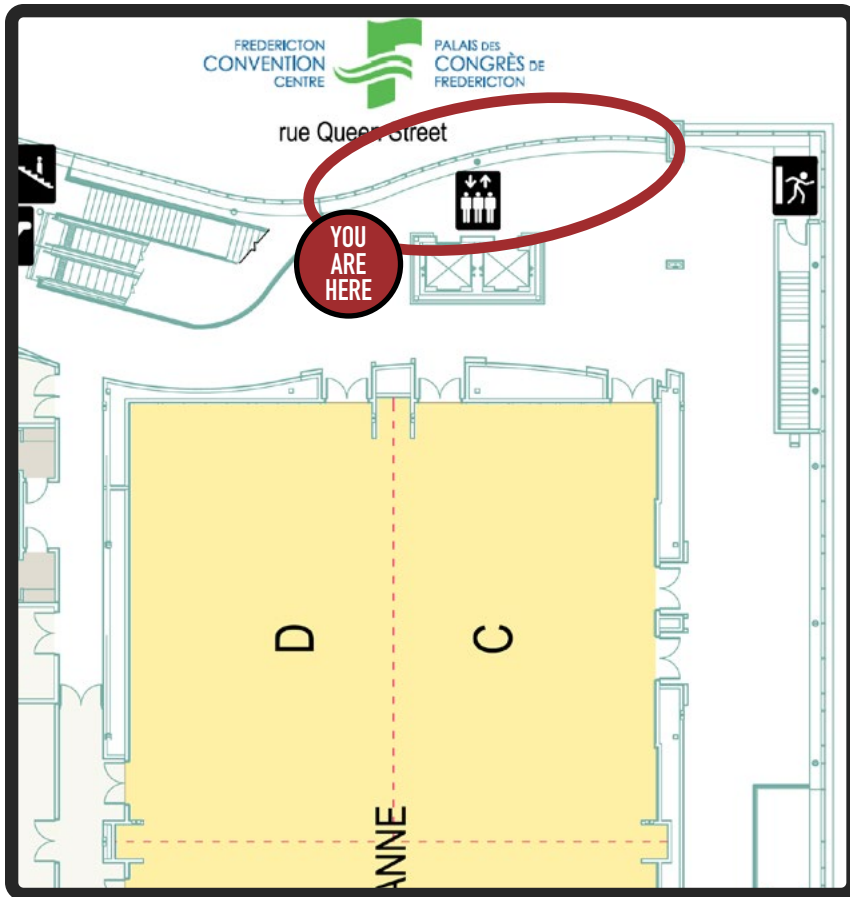 FREDERICTON
CONVENTION
CENTRE
PALAIS DES
CONGRÈS DE
FREDERICTON
rue Queen Street
YOU
ARE
HERE
D
C
ANNE